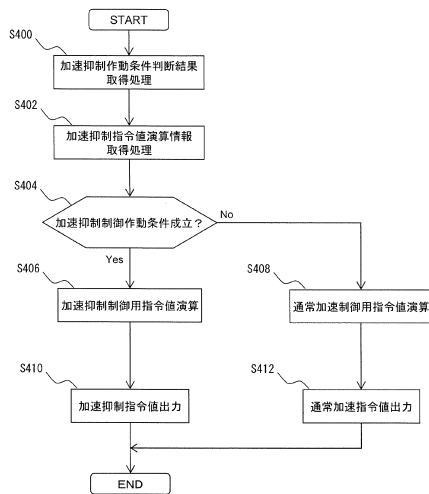 START
S400
加速抑制作動条件判断結果
取得処理
S402
加速抑制指令値演算情報
取得処理
S404
加速抑制制御作動条件成立？
No
Yes
S406
加速抑制制御用指令値演算
S408
通常加速制御用指令値演算
S410
加速抑制指令値出力
S412
通常加速指令値出力
END